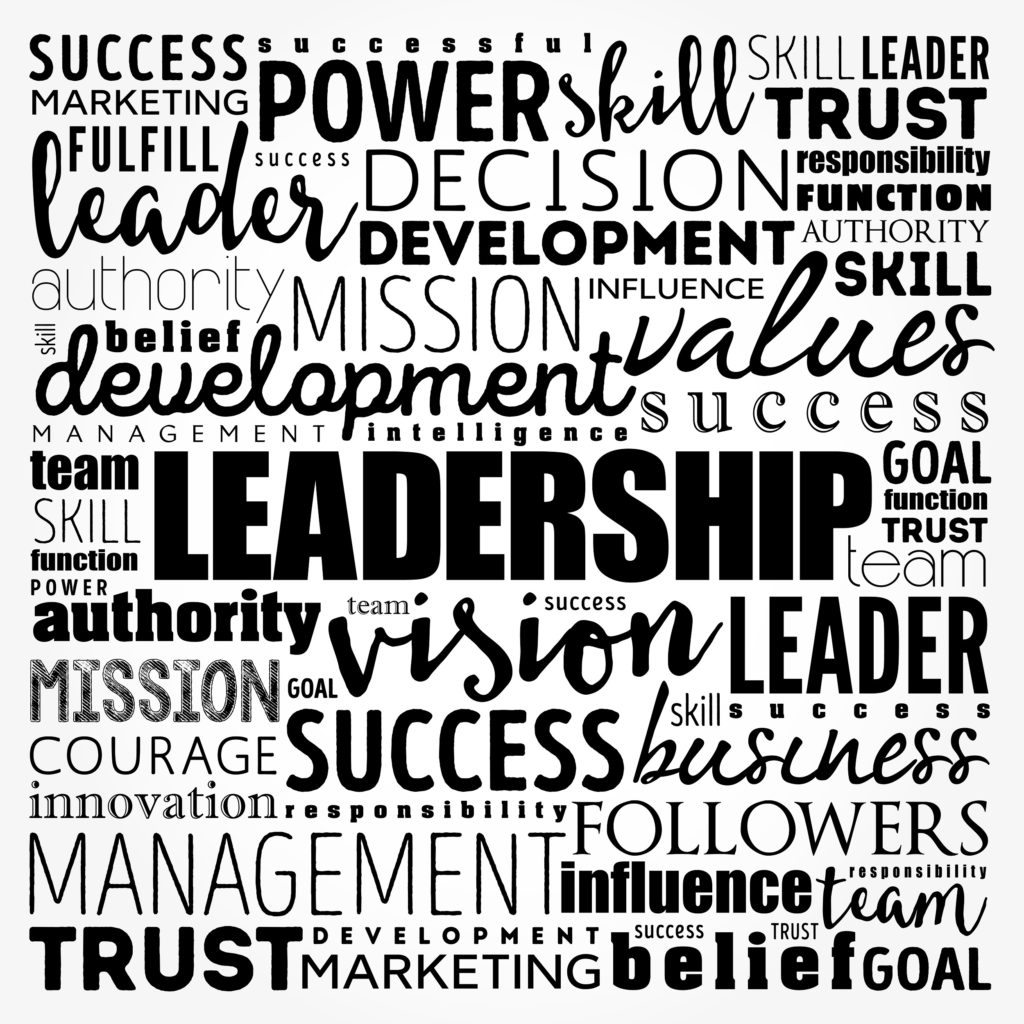 SUCCESS successful
POWER skill SKILL LEADER
MARKETING TRUST
FULFILL success DECISION responsibility
leader FUNCTION
DEVELOPMENT AUTHORITY
authority MISSION INFLUENCE SKILL
skill belief values
development success
MANAGEMENT intelligence
team LEADERSHIP GOAL
SKILL function
function TRUST
POWER team
authority team vision success LEADER
MISSION GOAL
SUCCESS skill success
COURAGE business
innovation responsibility FOLLOWERS
MANAGEMENT influence responsibility
team
TRUST DEVELOPMENT success TRUST
MARKETING belief GOAL